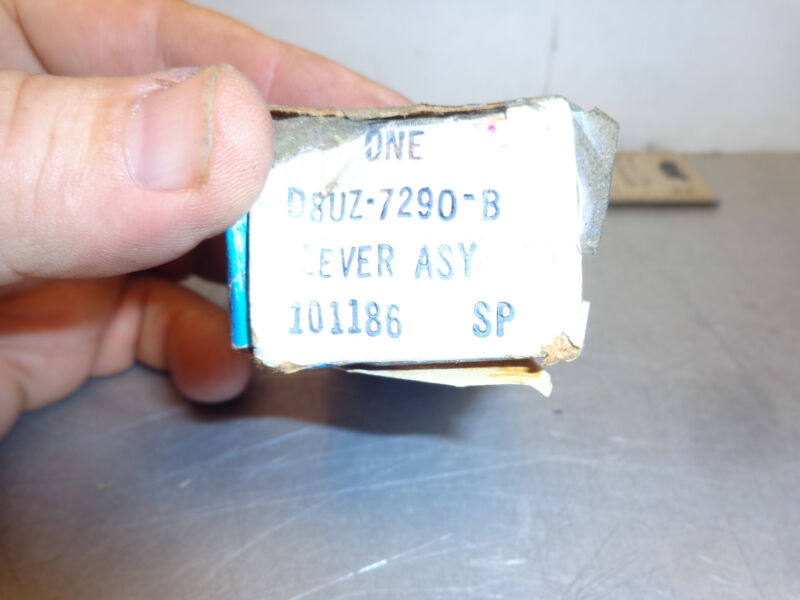 ONE
D8UZ-7290-B
LEVER ASY
101186 SP